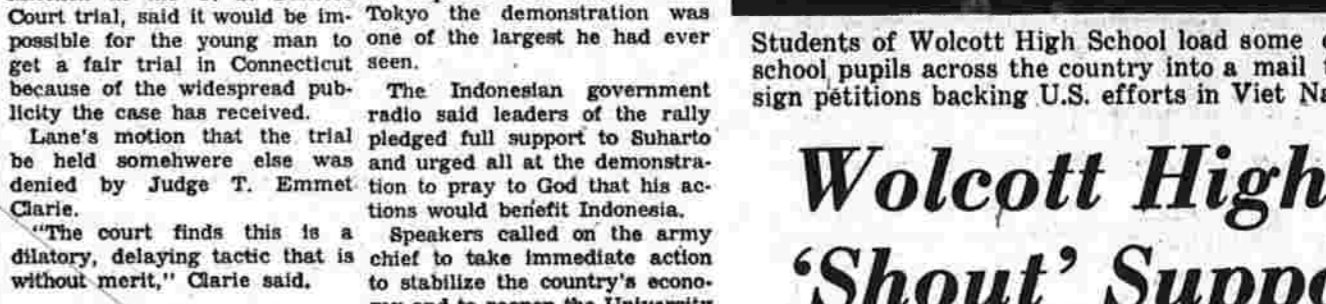 Court trial, said it would be im-
possible for the young man to
get a fair trial in Connecticut
because of the widespread pub-
licity the case has received.
Lane's motion that the trial
be held somehwere else was
denied by Judge T. Emmet
Clarie.
"The court finds this is a
dilatory, delaying tactic that is
without merit," Clarie said.
Tokyo the demonstration was
one of the largest he had ever
seen.
The Indonesian government
radio said leaders of the rally
pledged full support to Suharto
and urged all at the demonstra-
tion to pray to God that his ac-
tions would benefit Indonesia.
Speakers called on the army
chief to take immediate action
to stabilize the country's econo-
my and to reopen the University
Students of Wolcott High School load some
school pupils across the country into a mail
sign petitions backing U.S. efforts in Viet
Wolcott High
'Shout'